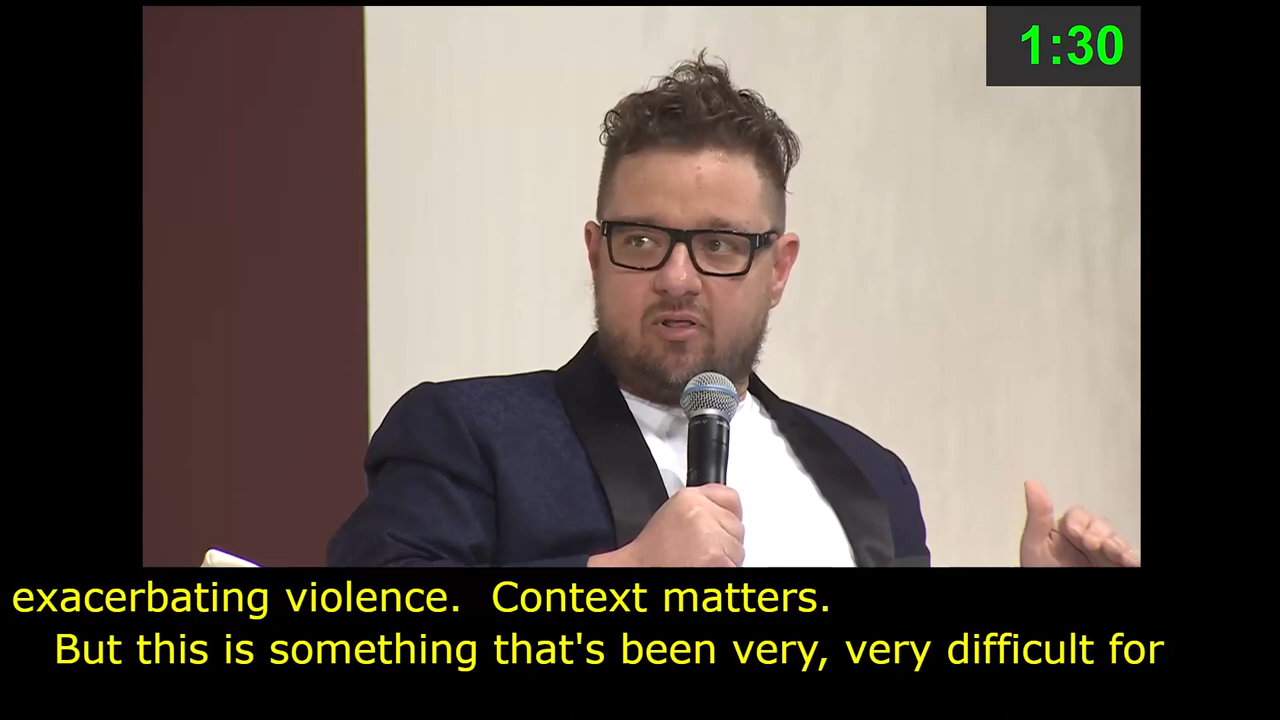 1:30
exacerbating violence.  Context matters.
But this is something that's been very, very difficult for